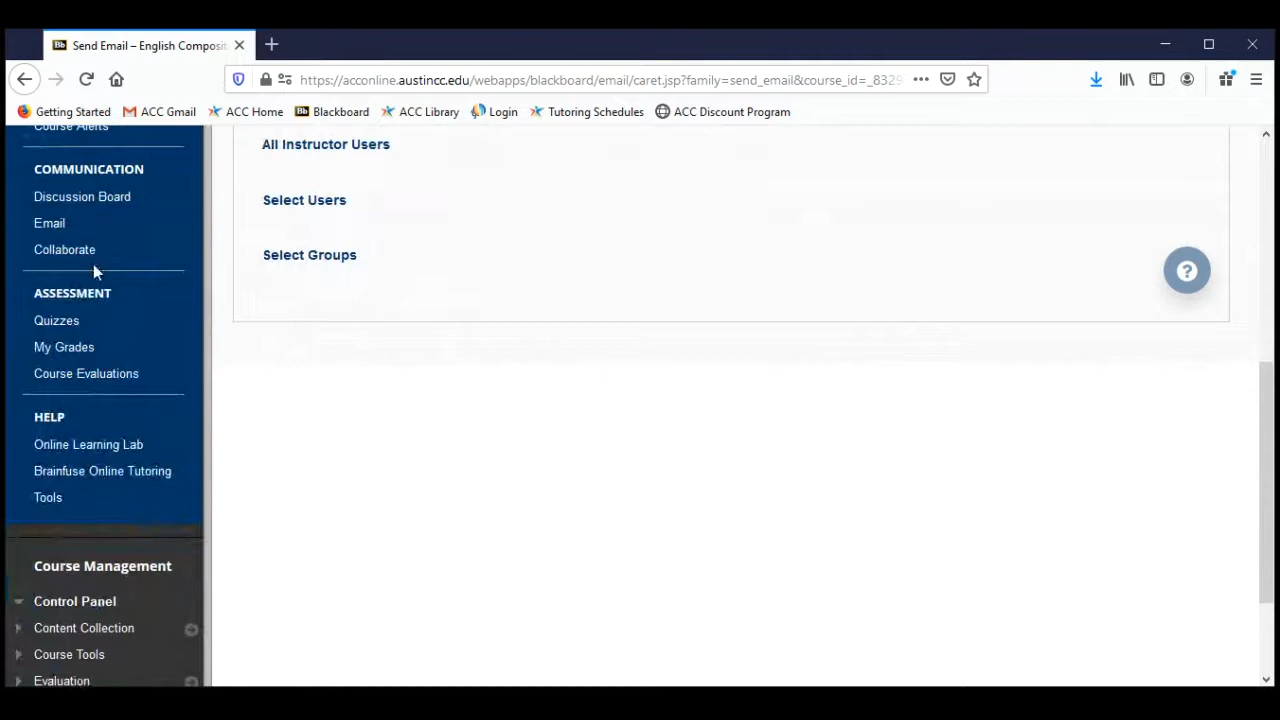 Send Email – English Composit
https://acconline.austincc.edu/webapps/blackboard/email/caret.jsp?family=send_email&course_id=_8329
Getting Started
ACC Gmail
ACC Home
Bb
Blackboard
ACC Library
Login
Tutoring Schedules
ACC Discount Program
Course Alerts
COMMUNICATION
Discussion Board
Email
Collaborate
ASSESSMENT
Quizzes
My Grades
Course Evaluations
HELP
Online Learning Lab
Brainfuse Online Tutoring
Tools
Course Management
Control Panel
Content Collection
Course Tools
Evaluation
All Instructor Users
Select Users
Select Groups